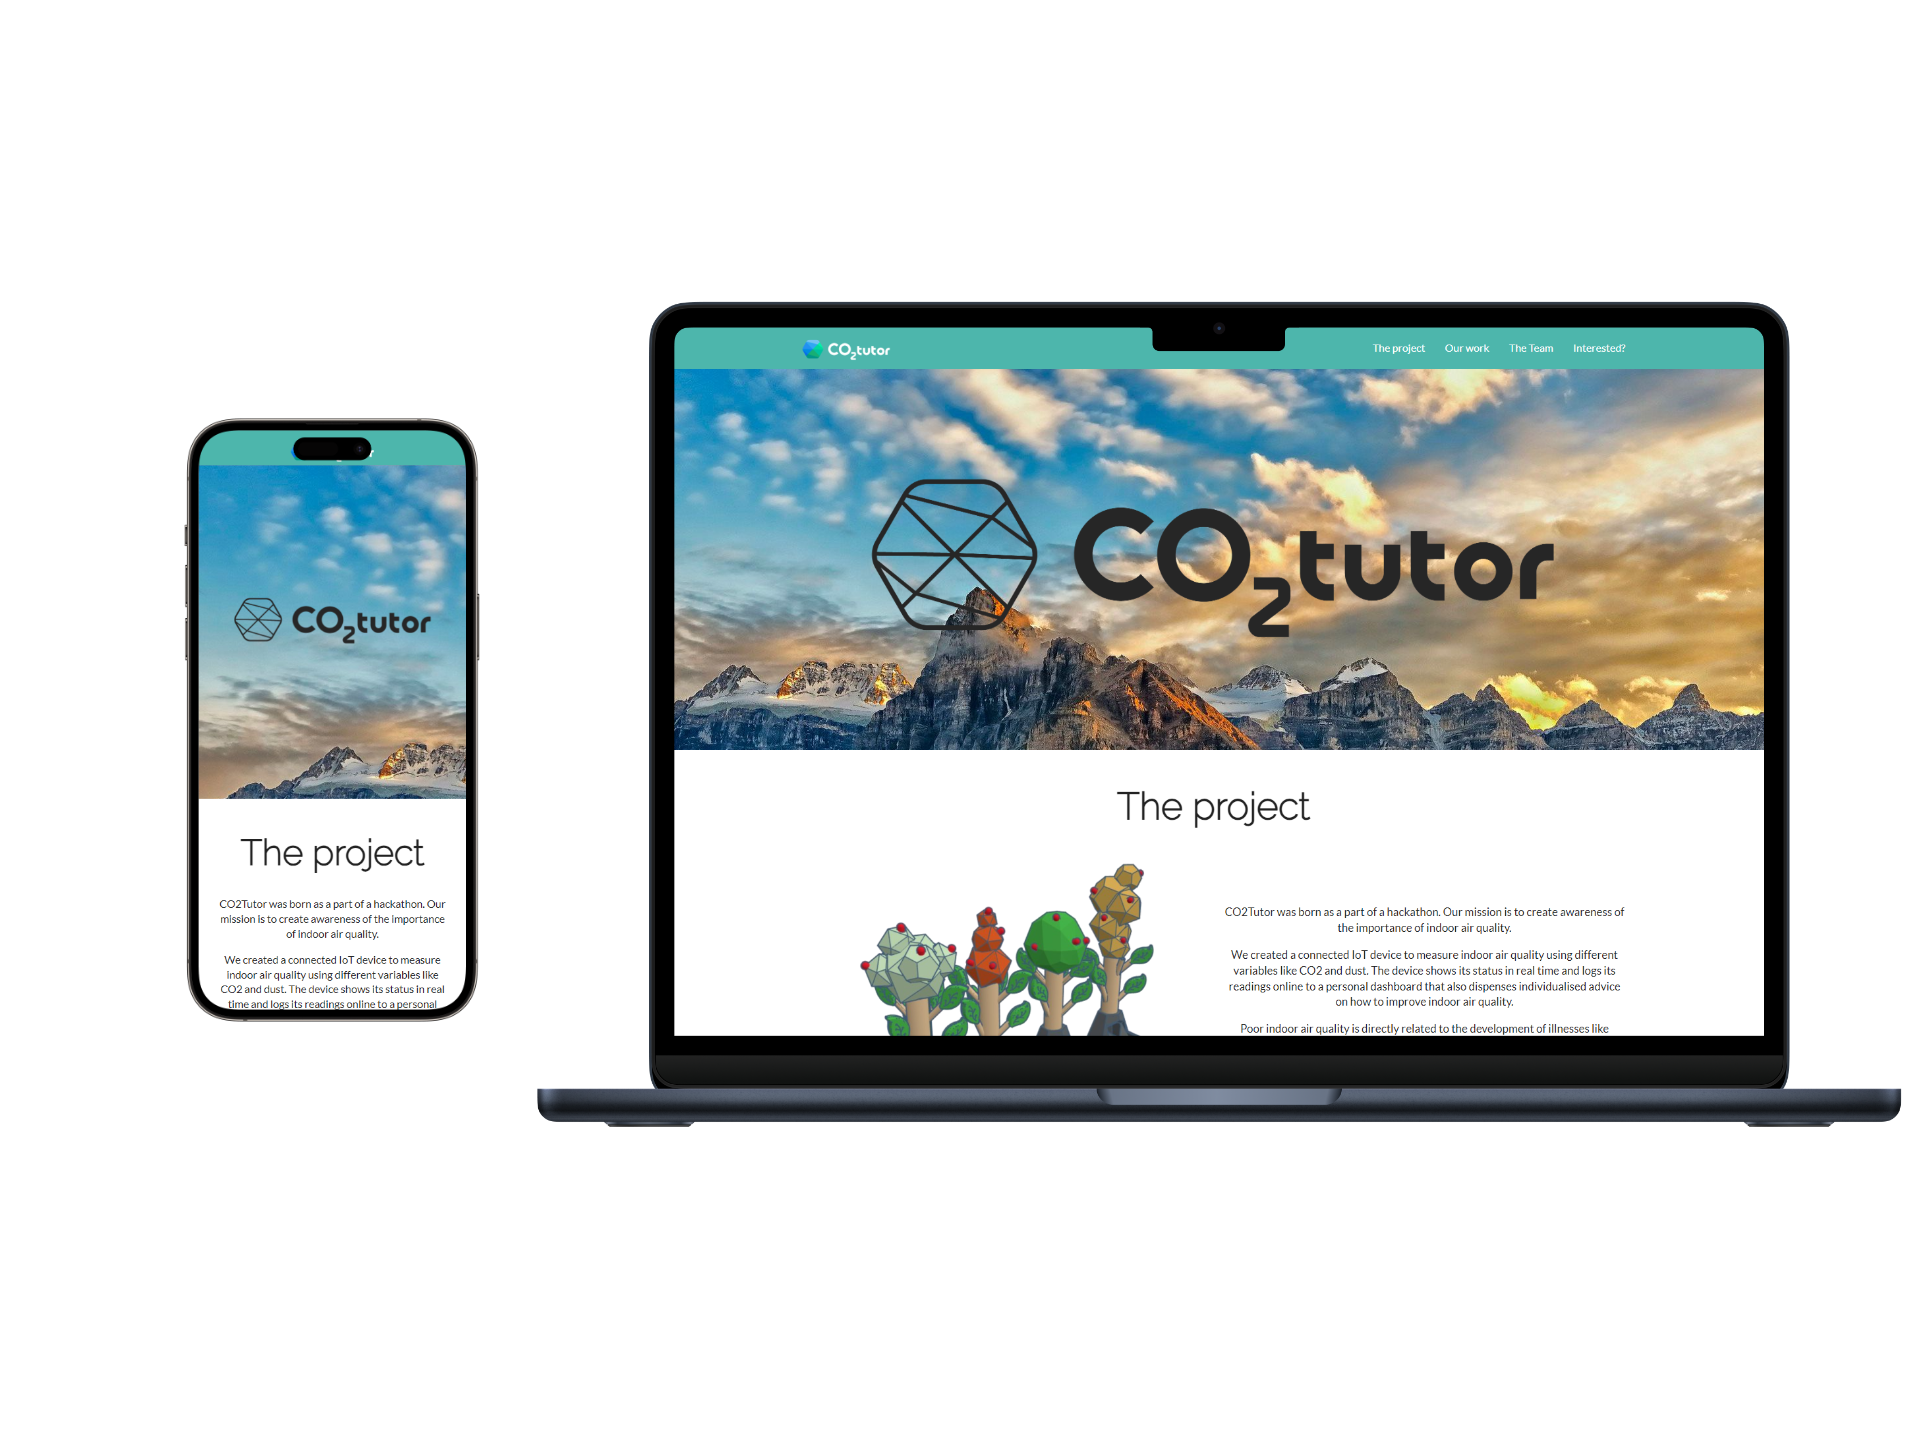 CO2tutor
The project
CO2Tutor was born as a part of a hackathon. Our
mission is to create awareness of the importance
of indoor air quality.
We created a connected IoT device to measure
indoor air quality using different variables like
CO2 and dust. The device shows its status in real
time and logs its readings online to a personal
CO2tutor
The project
Our work
The Team
Interested?
CO2tutor
The project
CO2Tutor was born as a part of a hackathon. Our mission is to create awareness of
the importance of indoor air quality.
We created a connected IoT device to measure indoor air quality using different
variables like CO2 and dust. The device shows its status in real time and logs its
readings online to a personal dashboard that also dispenses individualised advice
on how to improve indoor air quality.
Poor indoor air quality is directly related to the development of illnesses like